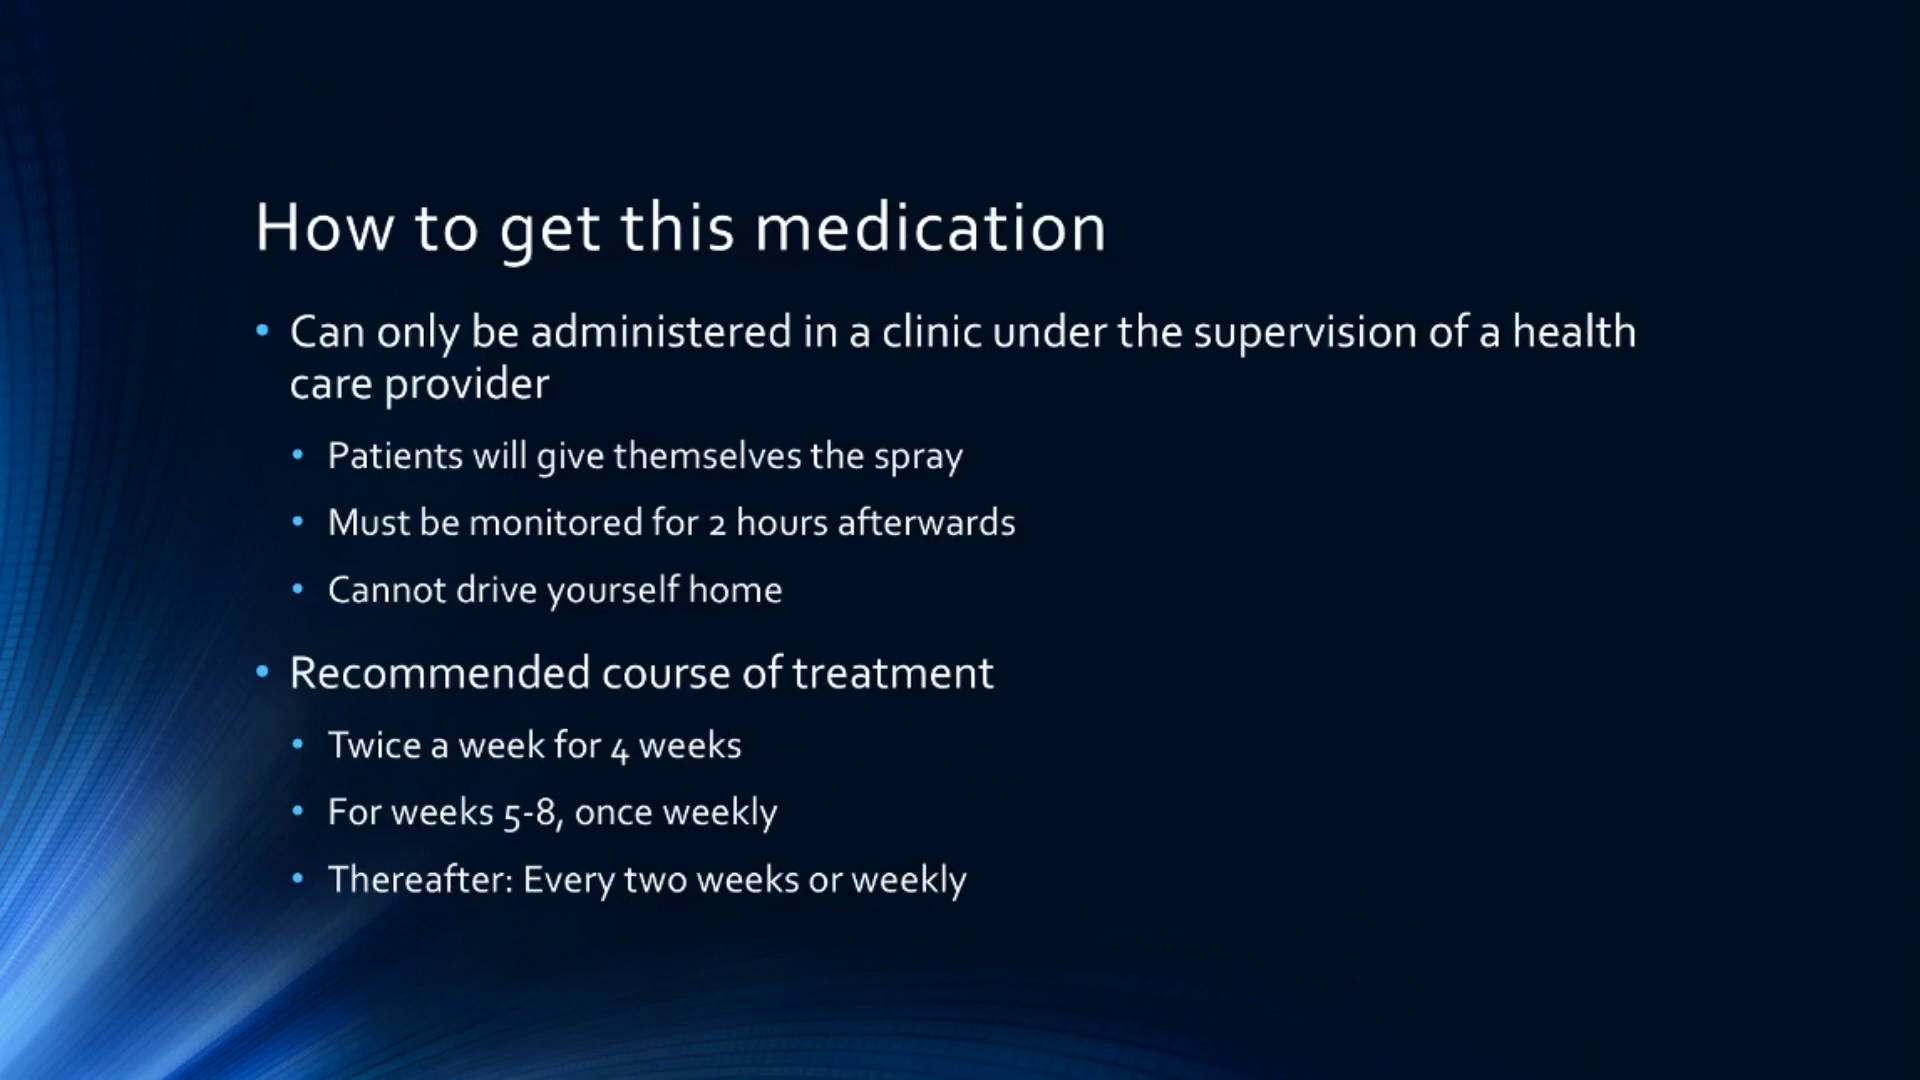 How to get this medication
• Can only be administered in a clinic under the supervision of a health
care provider
• Patients will give themselves the spray
• Must be monitored for 2 hours afterwards
• Cannot drive yourself home
• Recommended course of treatment
• Twice a week for 4 weeks
• For weeks 5-8, once weekly
• Thereafter: Every two weeks or weekly